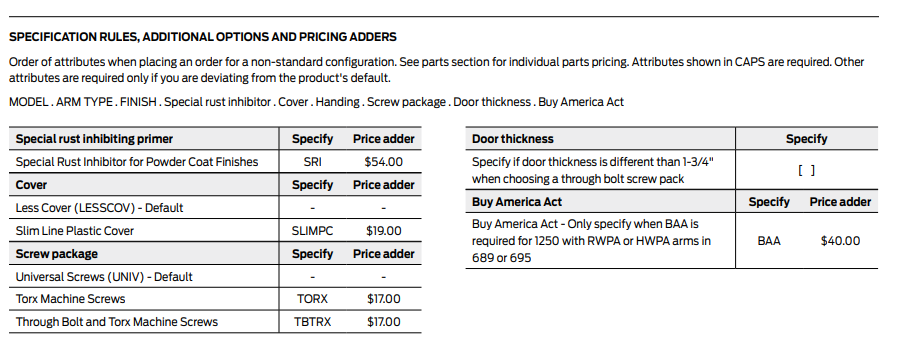 SPECIFICATION RULES, ADDITIONAL OPTIONS AND PRICING ADDERS
Order of attributes when placing an order for a non-standard configuration. See parts section for individual parts pricing. Attributes shown in CAPS are required. Other
attributes are required only if you are deviating from the product's default.
MODEL . ARM TYPE . FINISH . Special rust inhibitor . Cover . Handing . Screw package . Door thickness . Buy America Act
Special rust inhibiting primer Specify Price adder
Special Rust Inhibitor for Powder Coat Finishes SRI $54.00
Cover Specify Price adder
Less Cover (LESSCOV) - Default - -
Slim Line Plastic Cover SLIMPC $19.00
Screw package Specify Price adder
Universal Screws (UNIV) - Default - -
Torx Machine Screws TORX $17.00
Through Bolt and Torx Machine Screws TBTRX $17.00
Door thickness Specify
Specify if door thickness is different than 1-3/4"
when choosing a through bolt screw pack [ ]
Buy America Act Specify Price adder
Buy America Act - Only specify when BAA is
required for 1250 with RWPA or HWPA arms in BAA $40.00
689 or 695